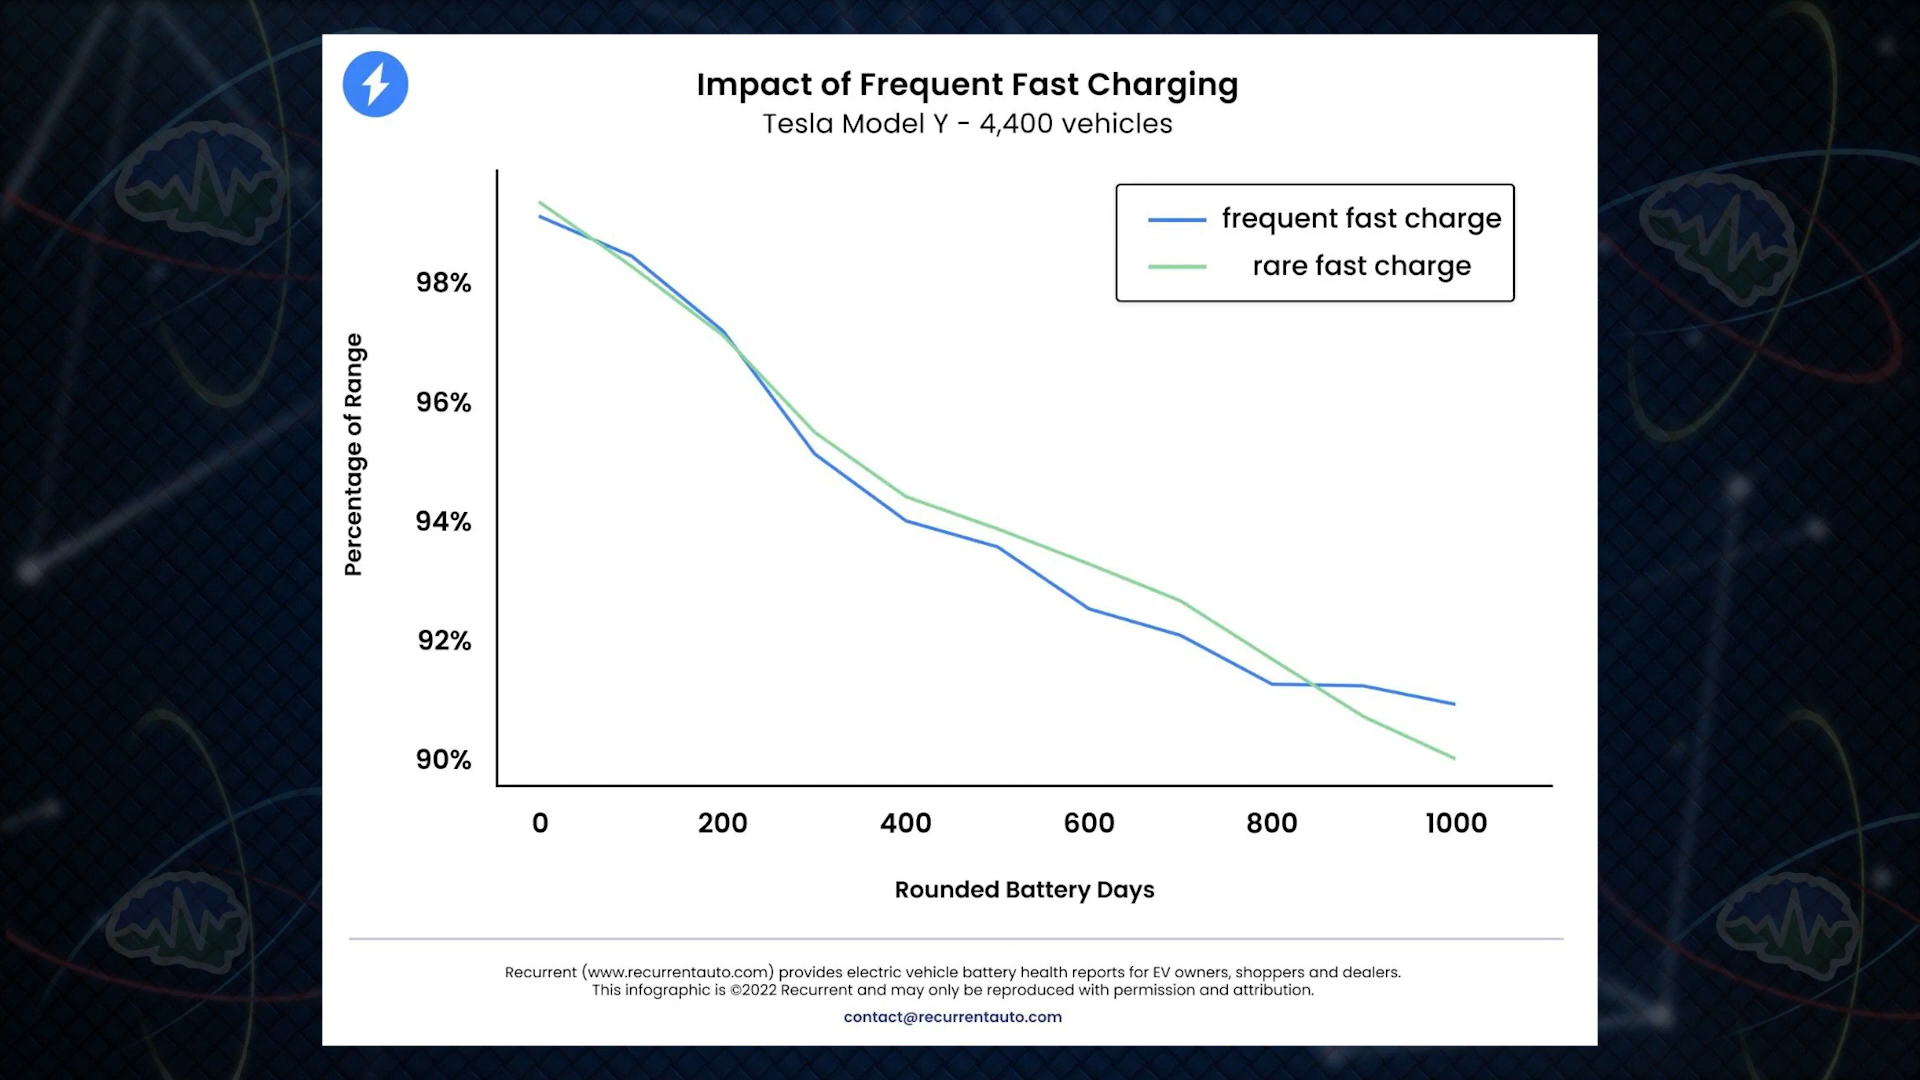 Impact of Frequent Fast Charging
Tesla Model Y - 4,400 vehicles
frequent fast charge
rare fast charge
Percentage of Range
98%
96%
94%
92%
90%
0 200 400 600 800 1000
Rounded Battery Days
Recurrent (www.recurrentauto.com) provides electric vehicle battery health reports for EV owners, shoppers and dealers.
This infographic is ©2022 Recurrent and may only be reproduced with permission and attribution.
contact@recurrentauto.com